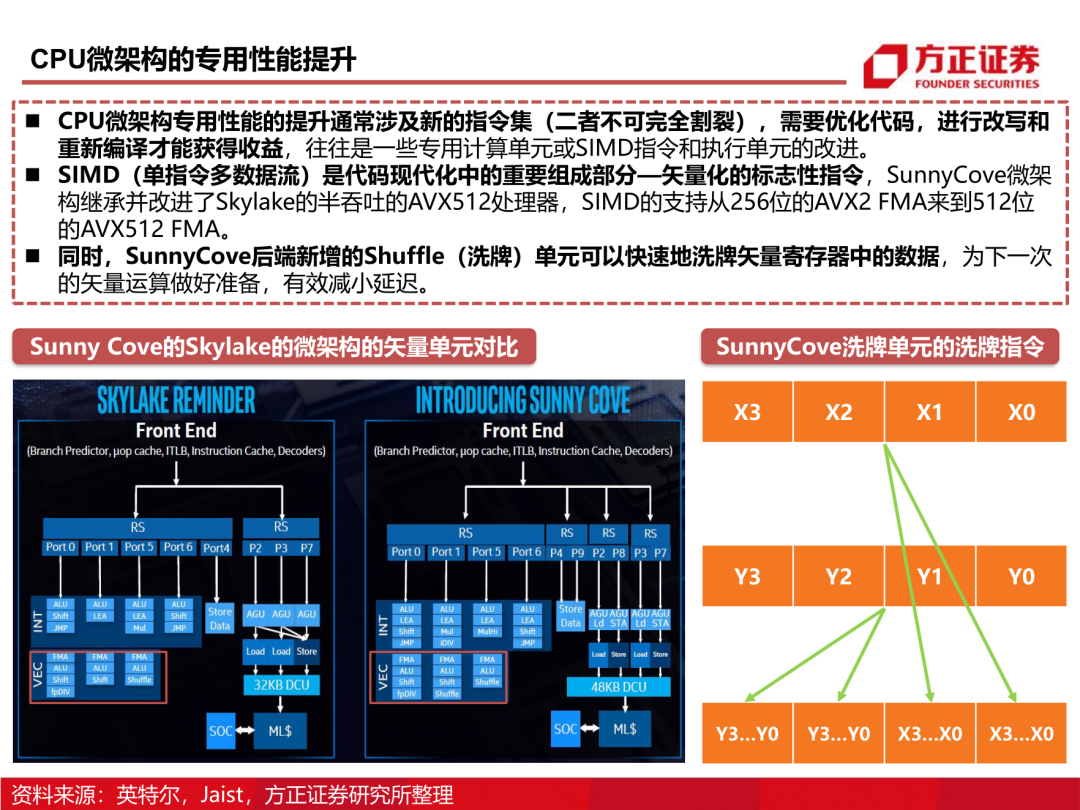 CPU微架构的专用性能提升
方正证券
FOUNDER SECURITIES
■ CPU微架构专用性能的提升通常涉及新的指令集（二者不可完全割裂），需要优化代码，进行改写和
重新编译才能获得收益，往往是一些专用计算单元或SIMD指令和执行单元的改进。
■ SIMD（单指令多数据流）是代码现代化中的重要组成部分—矢量化的标志性指令，SunnyCove微架
构继承并改进了Skylake的半吞吐的AVX512处理器，SIMD的支持从256位的AVX2 FMA来到512位
的AVX512 FMA。
■ 同时，SunnyCove后端新增的Shuffle（洗牌）单元可以快速地洗牌矢量寄存器中的数据，为下一次
的矢量运算做好准备，有效减小延迟。
Sunny Cove的Skylake的微架构的矢量单元对比
SKYLAKE REMINDER
Front End
(Branch Predictor, µop cache, ITLB, Instruction Cache, Decoders)
RS RS
Port 0 Port 1 Port 5 Port 6 Port4 P2 P3 P7
INT
ALU ALU ALU ALU
Shift LEA LEA Shift
JMP Mul JMP
Store
Data
AGU AGU AGU
Load Load Store
VEC
FMA FMA FMA
ALU ALU ALU
Shift Shift Shuffle
fpDIV
32KB DCU
SOC ML$
INTRODUCING SUNNY COVE
Front End
(Branch Predictor, µop cache, ITLB, Instruction Cache, Decoders)
RS RS RS RS
Port 0 Port 1 Port 5 Port 6 P4 P9 P2 P8 P3 P7
INT
ALU ALU ALU ALU
LEA LEA LEA LEA
Shift Mul MulHi Shift
JMP iDIV JMP
Store
Data
AGU AGU AGU AGU
Ld STA Ld STA
Load Store Load Store
VEC
FMA FMA FMA
ALU ALU ALU
Shift Shift Shuffle
fpDIV Shuffle
48KB DCU
SOC ML$
SunnyCove洗牌单元的洗牌指令
X3 X2 X1 X0
Y3 Y2 Y1 Y0
Y3...Y0 Y3...Y0 X3...X0 X3...X0
资料来源：英特尔，Jaist，方正证券研究所整理